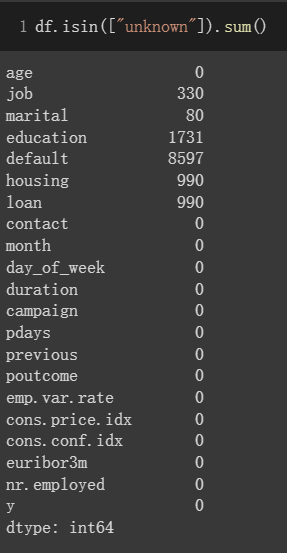 1 df.isin(["unknown"]).sum()
age 0
job 330
marital 80
education 1731
default 8597
housing 990
loan 990
contact 0
month 0
day_of_week 0
duration 0
campaign 0
pdays 0
previous 0
poutcome 0
emp.var.rate 0
cons.price.idx 0
cons.conf.idx 0
euribor3m 0
nr.employed 0
y 0
dtype: int64